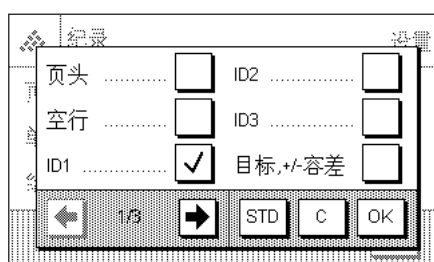 纪录 设置
页头 ............ ID2 ................
空行 ............ ID3 ................
ID1 ................ 目标,+/-容差
1/3 STD C OK